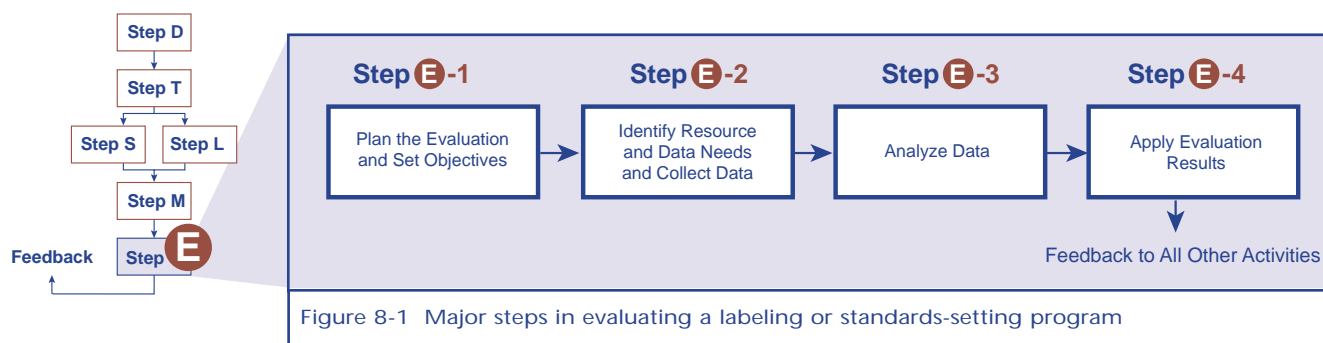 Step D
Step T
Step S
Step L
Step M
Step E
Feedback
Step E-1
Plan the Evaluation
and Set Objectives
Step E-2
Identify Resource
and Data Needs
and Collect Data
Step E-3
Analyze Data
Step E-4
Apply Evaluation
Results
Feedback to All Other Activities
Figure 8-1 Major steps in evaluating a labeling or standards-setting program